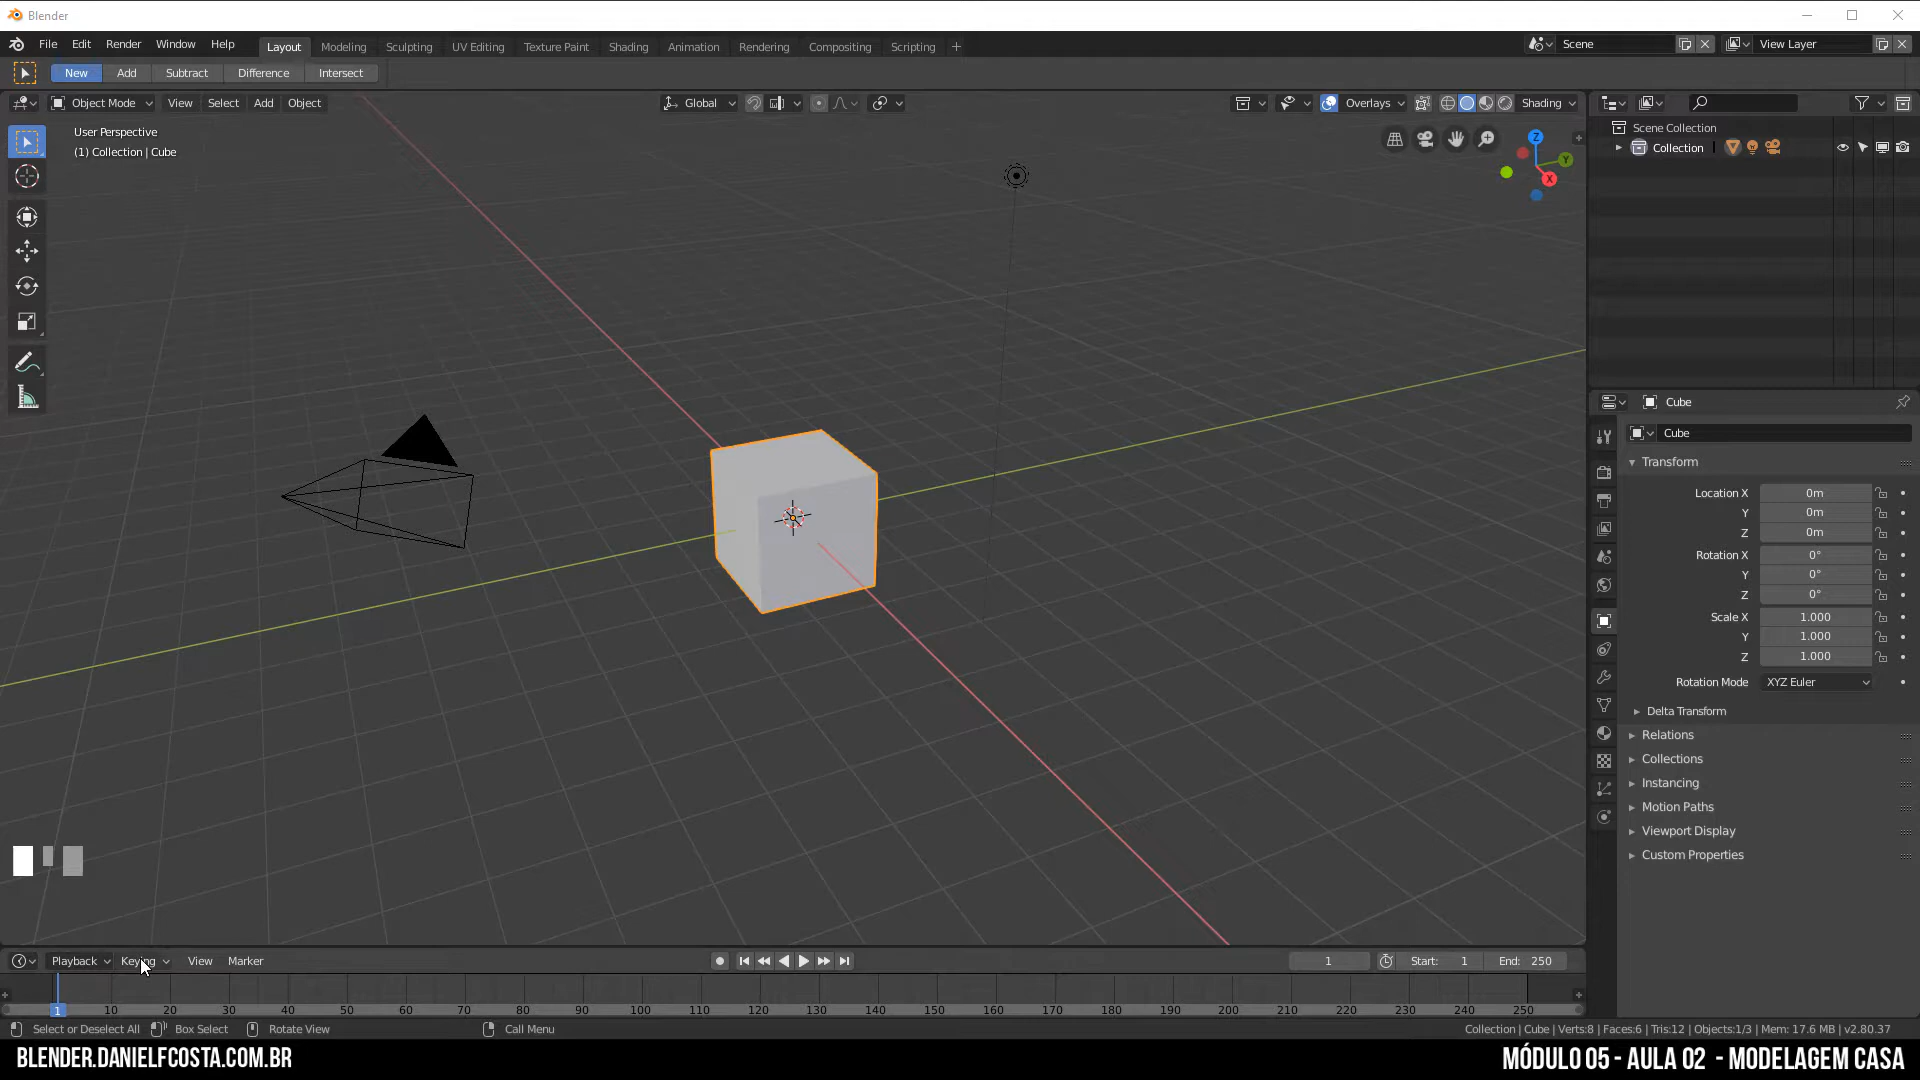 Blender
File Edit Render Window Help Layout Modeling Sculpting UV Editing Texture Paint Shading Animation Rendering Compositing Scripting + Scene View Layer
New Add Subtract Difference Intersect
Object Mode View Select Add Object Global Overlays Shading
User Perspective
(1) Collection | Cube
Z
Y
X
Scene Collection
Collection
Cube
Cube
Transform
Location X 0m
Y 0m
Z 0m
Rotation X 0°
Y 0°
Z 0°
Scale X 1.000
Y 1.000
Z 1.000
Rotation Mode XYZ Euler
Delta Transform
Relations
Collections
Instancing
Motion Paths
Viewport Display
Custom Properties
Playback Keying View Marker 1 Start: 1 End: 250
1 10 20 30 40 50 60 70 80 90 100 110 120 130 140 150 160 170 180 190 200 210 220 230 240 250
Select or Deselect All Box Select Rotate View Call Menu Collection | Cube | Verts:8 | Faces:6 | Tris:12 | Objects:1/3 | Mem: 17.6 MB | v2.80.37
BLENDER.DANIELFCOSTA.COM.BR MÓDULO 05 - AULA 02 - MODELAGEM CASA